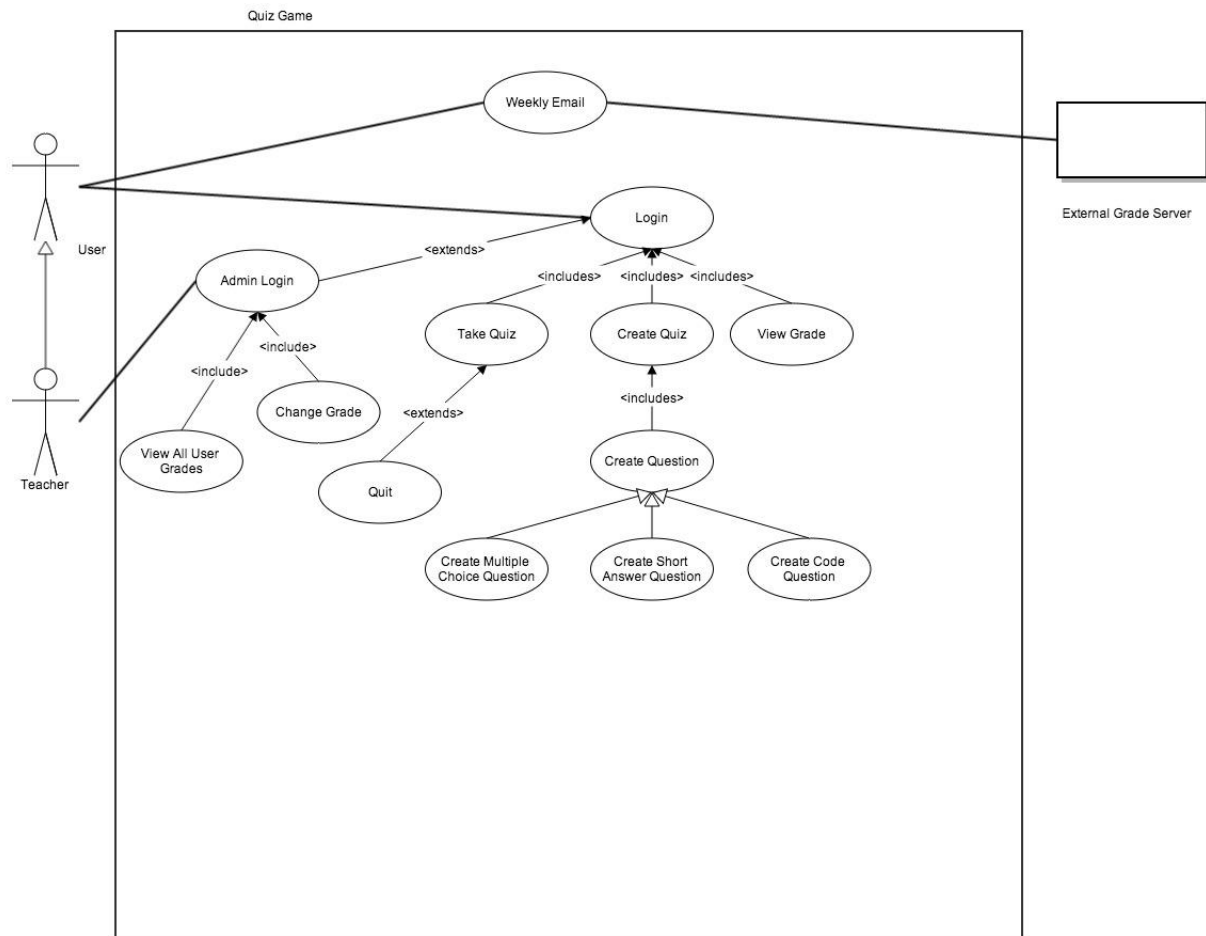 Quiz Game
Weekly Email
External Grade Server
User
Login
<extends>
Admin Login
<includes>
<includes>
<includes>
Take Quiz
Create Quiz
View Grade
<include>
<include>
<extends>
<includes>
Change Grade
View All User
Grades
Teacher
Quit
Create Question
Create Multiple
Choice Question
Create Short
Answer Question
Create Code
Question